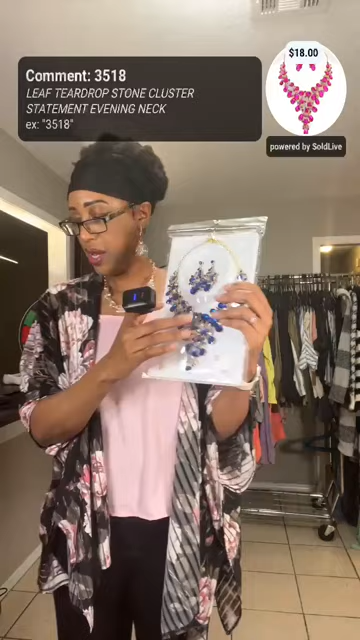 Comment: 3518
LEAF TEARDROP STONE CLUSTER
STATEMENT EVENING NECK
ex: "3518"
$18.00
powered by SoldLive